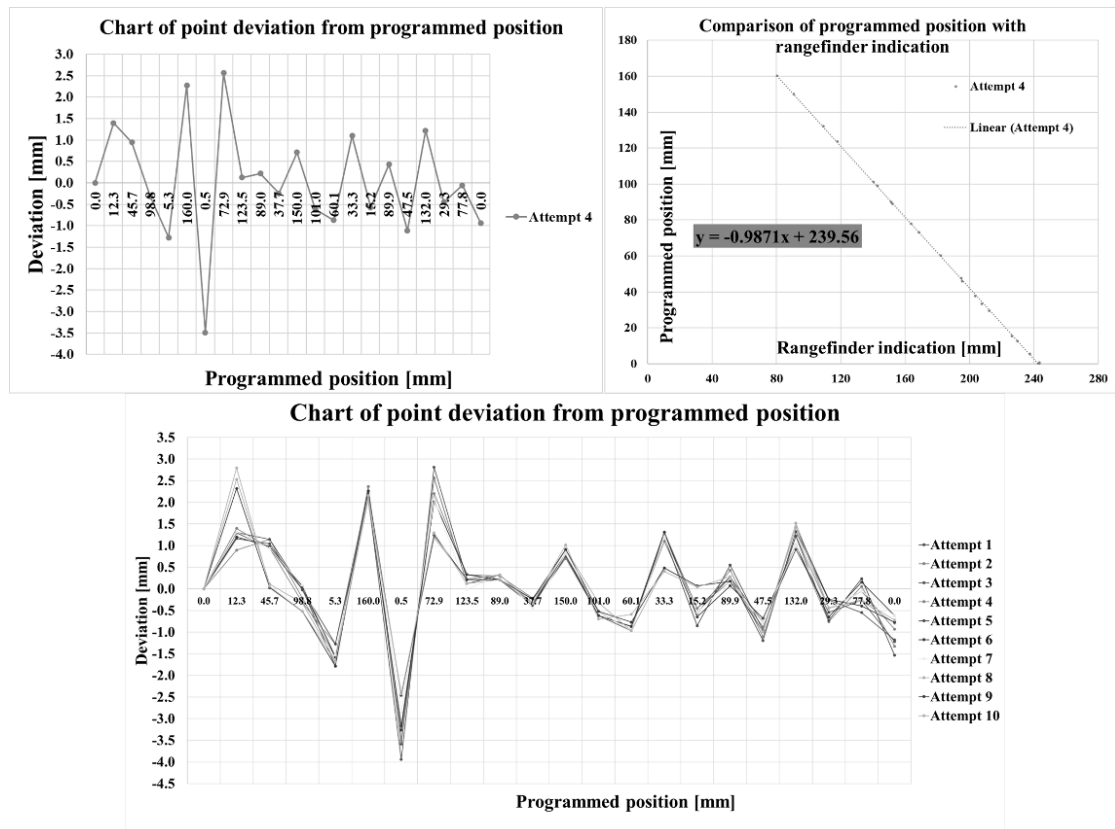 Chart of point deviation from programmed position
3.0
2.5
2.0
1.5
1.0
0.5
0.0
-0.5
-1.0
-1.5
-2.0
-2.5
-3.0
-3.5
-4.0
Deviation [mm]
0.0 12.3 45.7 98.8 5.3 160.0 0.5 72.9 123.5 89.0 37.7 150.0 101.0 60.1 33.3 15.2 89.9 47.5 132.0 29.3 77.8 0.0
Attempt 4
Programmed position [mm]
Comparison of programmed position with
rangefinder indication
180
160
140
120
100
80
60
40
20
0
Programmed position [mm]
Attempt 4
Linear (Attempt 4)
y = -0.9871x + 239.56
Rangefinder indication [mm]
0 40 80 120 160 200 240 280
Chart of point deviation from programmed position
3.5
3.0
2.5
2.0
1.5
1.0
0.5
0.0
-0.5
-1.0
-1.5
-2.0
-2.5
-3.0
-3.5
-4.0
-4.5
Deviation [mm]
0.0 12.3 45.7 98.8 5.3 160.0 0.5 72.9 123.5 89.0 37.7 150.0 101.0 60.1 33.3 15.2 89.9 47.5 132.0 29.3 77.8 0.0
Attempt 1
Attempt 2
Attempt 3
Attempt 4
Attempt 5
Attempt 6
Attempt 7
Attempt 8
Attempt 9
Attempt 10
Programmed position [mm]